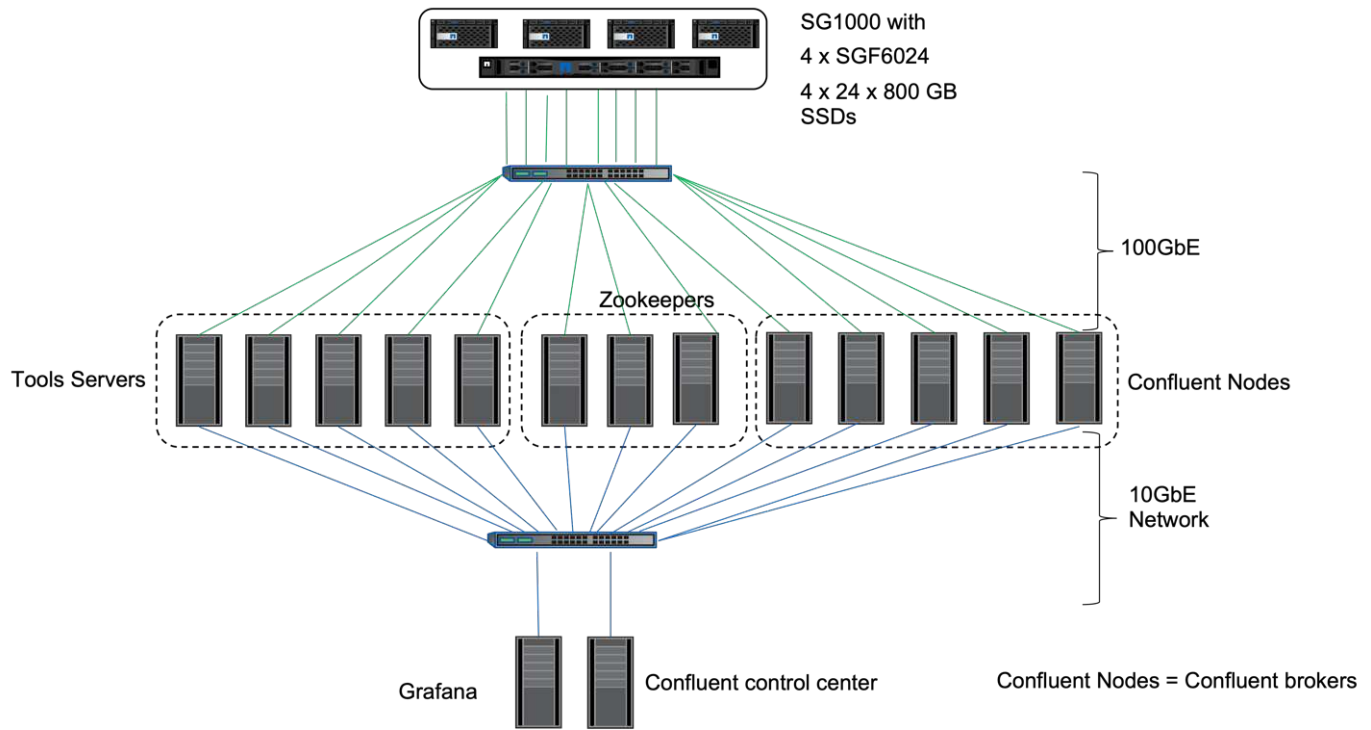 SG1000 with
4 x SGF6024
4 x 24 x 800 GB
SSDs
100GbE
Zookeepers
Tools Servers
Confluent Nodes
10GbE
Network
Grafana
Confluent control center
Confluent Nodes = Confluent brokers